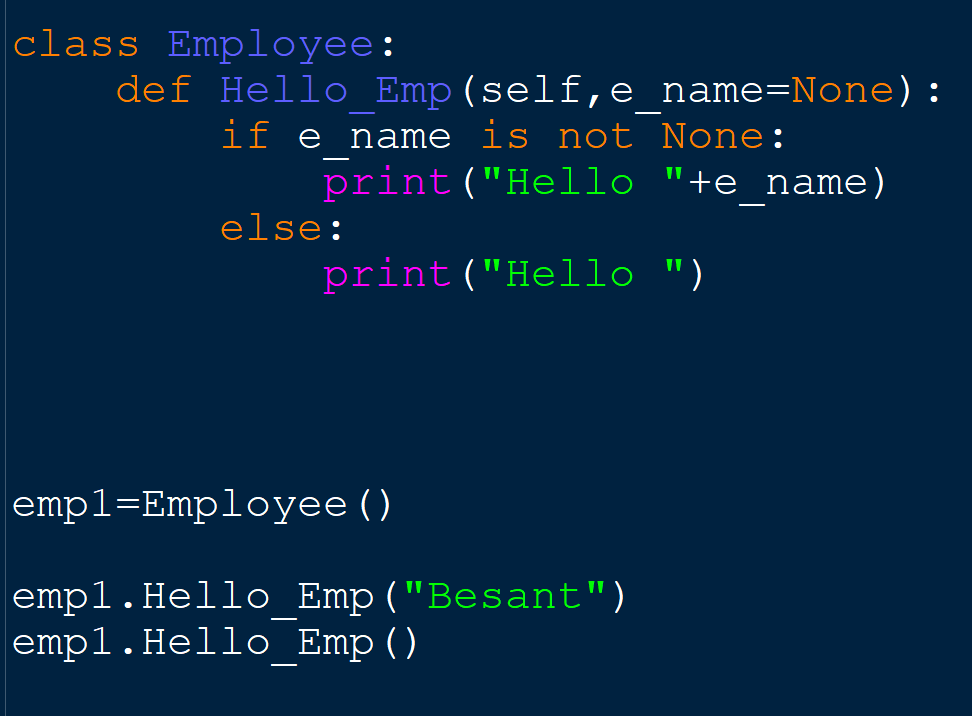 class Employee:
    def Hello_Emp(self,e_name=None):
        if e_name is not None:
            print("Hello "+e_name)
        else:
            print("Hello ")
emp1=Employee()
emp1.Hello_Emp("Besant")
emp1.Hello_Emp()